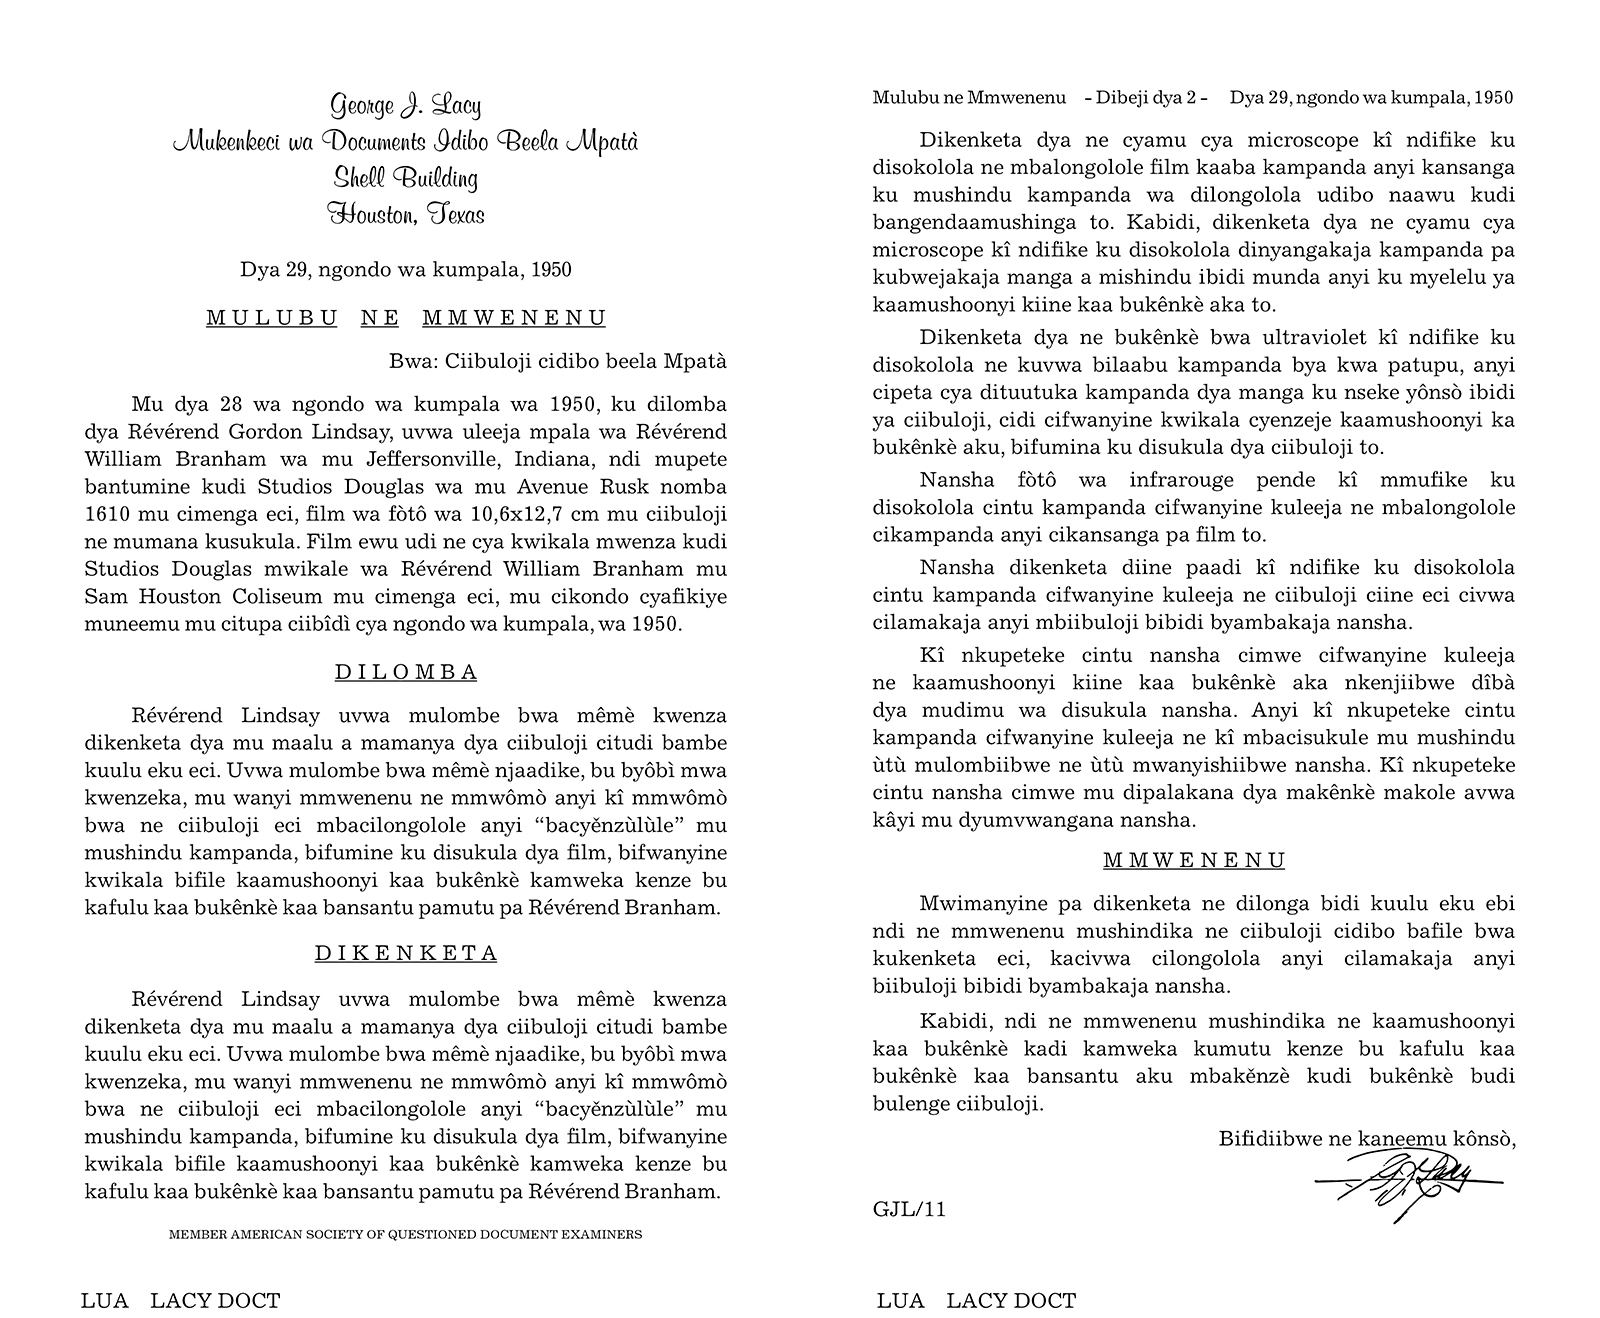 George J. Lacy
Mukenkeci wa Documents Idibo Beela Mpatà
Shell Building
Houston, Texas
Dya 29, ngondo wa kumpala, 1950
MULUBU NE MMWENENU
Bwa: Ciibuloji cidibo beela Mpatà
Mu dya 28 wa ngondo wa kumpala wa 1950, ku dilomba
dya Révérend Gordon Lindsay, uvwa uleeja mpala wa Révérend
William Branham wa mu Jeffersonville, Indiana, ndi mupete
bantumine kudi Studios Douglas wa mu Avenue Rusk nomba
1610 mu cimenga eci, film wa fòtô wa 10,6x12,7 cm mu ciibuloji
ne mumana kusukula. Film ewu udi ne cya kwikala mwenza kudi
Studios Douglas mwikale wa Révérend William Branham mu
Sam Houston Coliseum mu cimenga eci, mu cikondo cyafikiye
muneemu mu citupa ciibîdì cya ngondo wa kumpala, wa 1950.
DILOMBA
Révérend Lindsay uvwa mulombe bwa mêmè kwenza
dikenketa dya mu maalu a mamanya dya ciibuloji citudi bambe
kuulu eku eci. Uvwa mulombe bwa mêmè njaadike, bu byôbì mwa
kwenzeka, mu wanyi mmwenenu ne mmwômò anyi kî mmwômò
bwa ne ciibuloji eci mbacilongolole anyi “bacyěnzùlùle” mu
mushindu kampanda, bifumine ku disukula dya film, bifwanyine
kwikala bifile kaamushoonyi kaa bukênkè kamweka kenze bu
kafulu kaa bukênkè kaa bansantu pamutu pa Révérend Branham.
DIKENKETA
Révérend Lindsay uvwa mulombe bwa mêmè kwenza
dikenketa dya mu maalu a mamanya dya ciibuloji citudi bambe
kuulu eku eci. Uvwa mulombe bwa mêmè njaadike, bu byôbì mwa
kwenzeka, mu wanyi mmwenenu ne mmwômò anyi kî mmwômò
bwa ne ciibuloji eci mbacilongolole anyi “bacyěnzùlùle” mu
mushindu kampanda, bifumine ku disukula dya film, bifwanyine
kwikala bifile kaamushoonyi kaa bukênkè kamweka kenze bu
kafulu kaa bukênkè kaa bansantu pamutu pa Révérend Branham.
MEMBER AMERICAN SOCIETY OF QUESTIONED DOCUMENT EXAMINERS
LUA LACY DOCT
Mulubu ne Mmwenenu - Dibeji dya 2 - Dya 29, ngondo wa kumpala, 1950
Dikenketa dya ne cyamu cya microscope kî ndifike ku
disokolola ne mbalongolole film kaaba kampanda anyi kansanga
ku mushindu kampanda wa dilongolola udibo naawu kudi
bangendaamushinga to. Kabidi, dikenketa dya ne cyamu cya
microscope kî ndifike ku disokolola dinyangakaja kampanda pa
kubwejakaja manga a mishindu ibidi munda anyi ku myelelu ya
kaamushoonyi kiine kaa bukênkè aka to.
Dikenketa dya ne bukênkè bwa ultraviolet kî ndifike ku
disokolola ne kuvwa bilaabu kampanda bya kwa patupu, anyi
cipeta cya dituutuka kampanda dya manga ku nseke yônsò ibidi
ya ciibuloji, cidi cifwanyine kwikala cyenzeje kaamushoonyi ka
bukênkè aku, bifumina ku disukula dya ciibuloji to.
Nansha fòtô wa infrarouge pende kî mmufike ku
disokolola cintu kampanda cifwanyine kuleeja ne mbalongolole
cikampanda anyi cikansanga pa film to.
Nansha dikenketa diine paadi kî ndifike ku disokolola
cintu kampanda cifwanyine kuleeja ne ciibuloji ciine eci civwa
cilamakaja anyi mbiibuloji bibidi byambakaja nansha.
Kî nkupeteke cintu nansha cimwe cifwanyine kuleeja
ne kaamushoonyi kiine kaa bukênkè aka nkenjiibwe dîbà
dya mudimu wa disukula nansha. Anyi kî nkupeteke cintu
kampanda cifwanyine kuleeja ne kî mbacisukule mu mushindu
ùtù mulombiibwe ne ùtù mwanyishiibwe nansha. Kî nkupeteke
cintu nansha cimwe mu dipalakana dya makênkè makole avwa
kâyi mu dyumvwangana nansha.
MMWENENU
Mwimanyine pa dikenketa ne dilonga bidi kuulu eku ebi
ndi ne mmwenenu mushindika ne ciibuloji cidibo bafile bwa
kukenketa eci, kacivwa cilongolola anyi cilamakaja anyi
biibuloji bibidi byambakaja nansha.
Kabidi, ndi ne mmwenenu mushindika ne kaamushoonyi
kaa bukênkè kadi kamweka kumutu kenze bu kafulu kaa
bukênkè kaa bansantu aku mbakěnzè kudi bukênkè budi
bulenge ciibuloji.
Bifidiibwe ne kaneemu kônsò,
GJ Lacy
GJL/11
LUA LACY DOCT